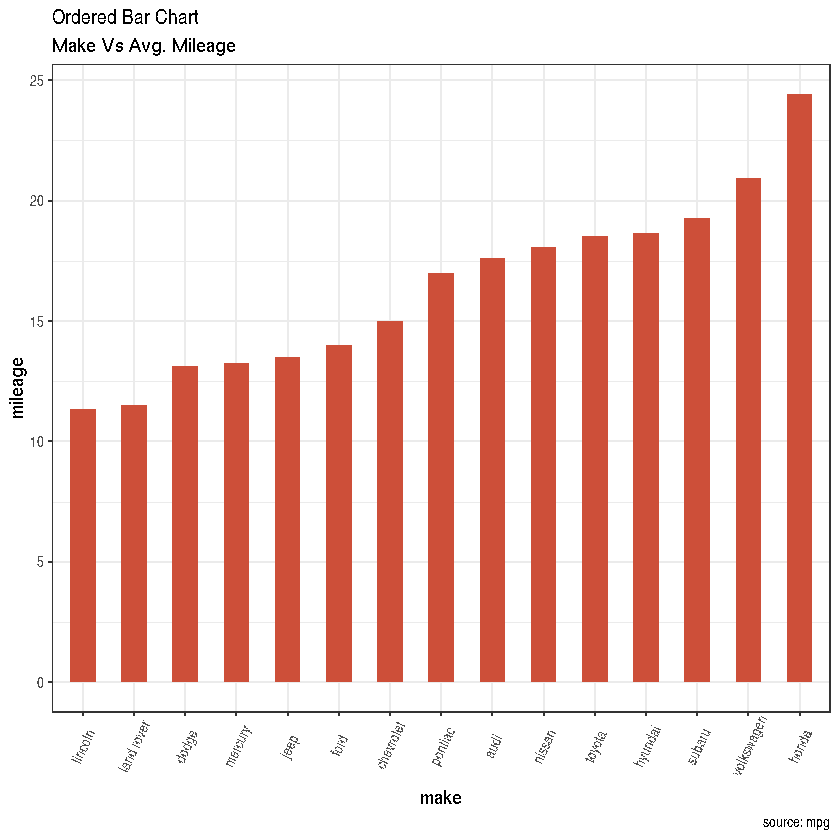 Ordered Bar Chart
Make Vs Avg. Mileage
mileage
25
20
15
10
5
0
lincoln
land rover
dodge
mercury
jeep
ford
chevrolet
pontiac
audi
nissan
toyota
hyundai
subaru
volkswagen
honda
make
source: mpg